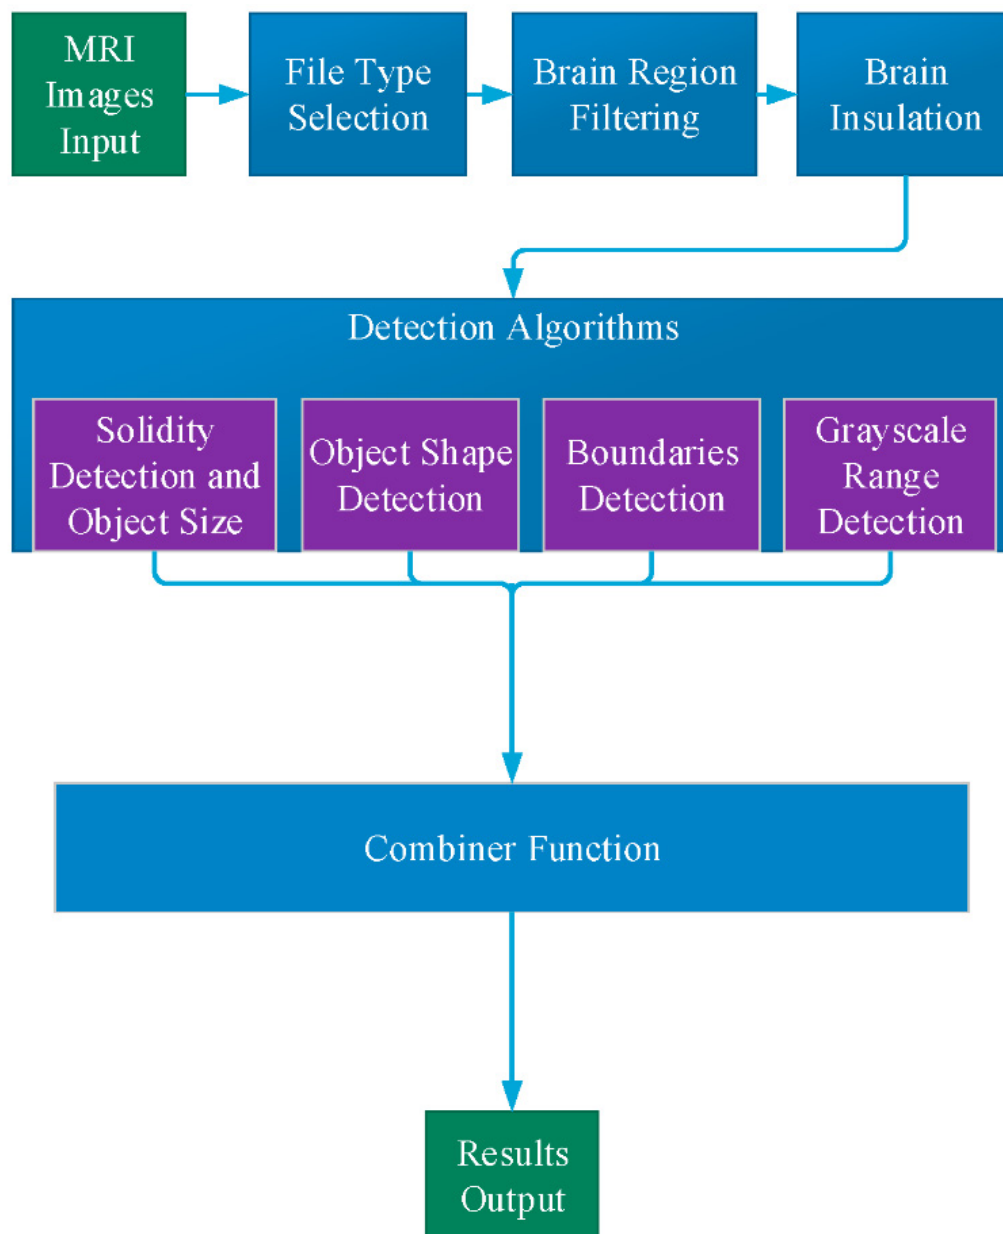 MRI
Images
Input
File Type
Selection
Brain Region
Filtering
Brain
Insulation
Detection Algorithms
Solidity
Detection and
Object Size
Object Shape
Detection
Boundaries
Detection
Grayscale
Range
Detection
Combiner Function
Results
Output